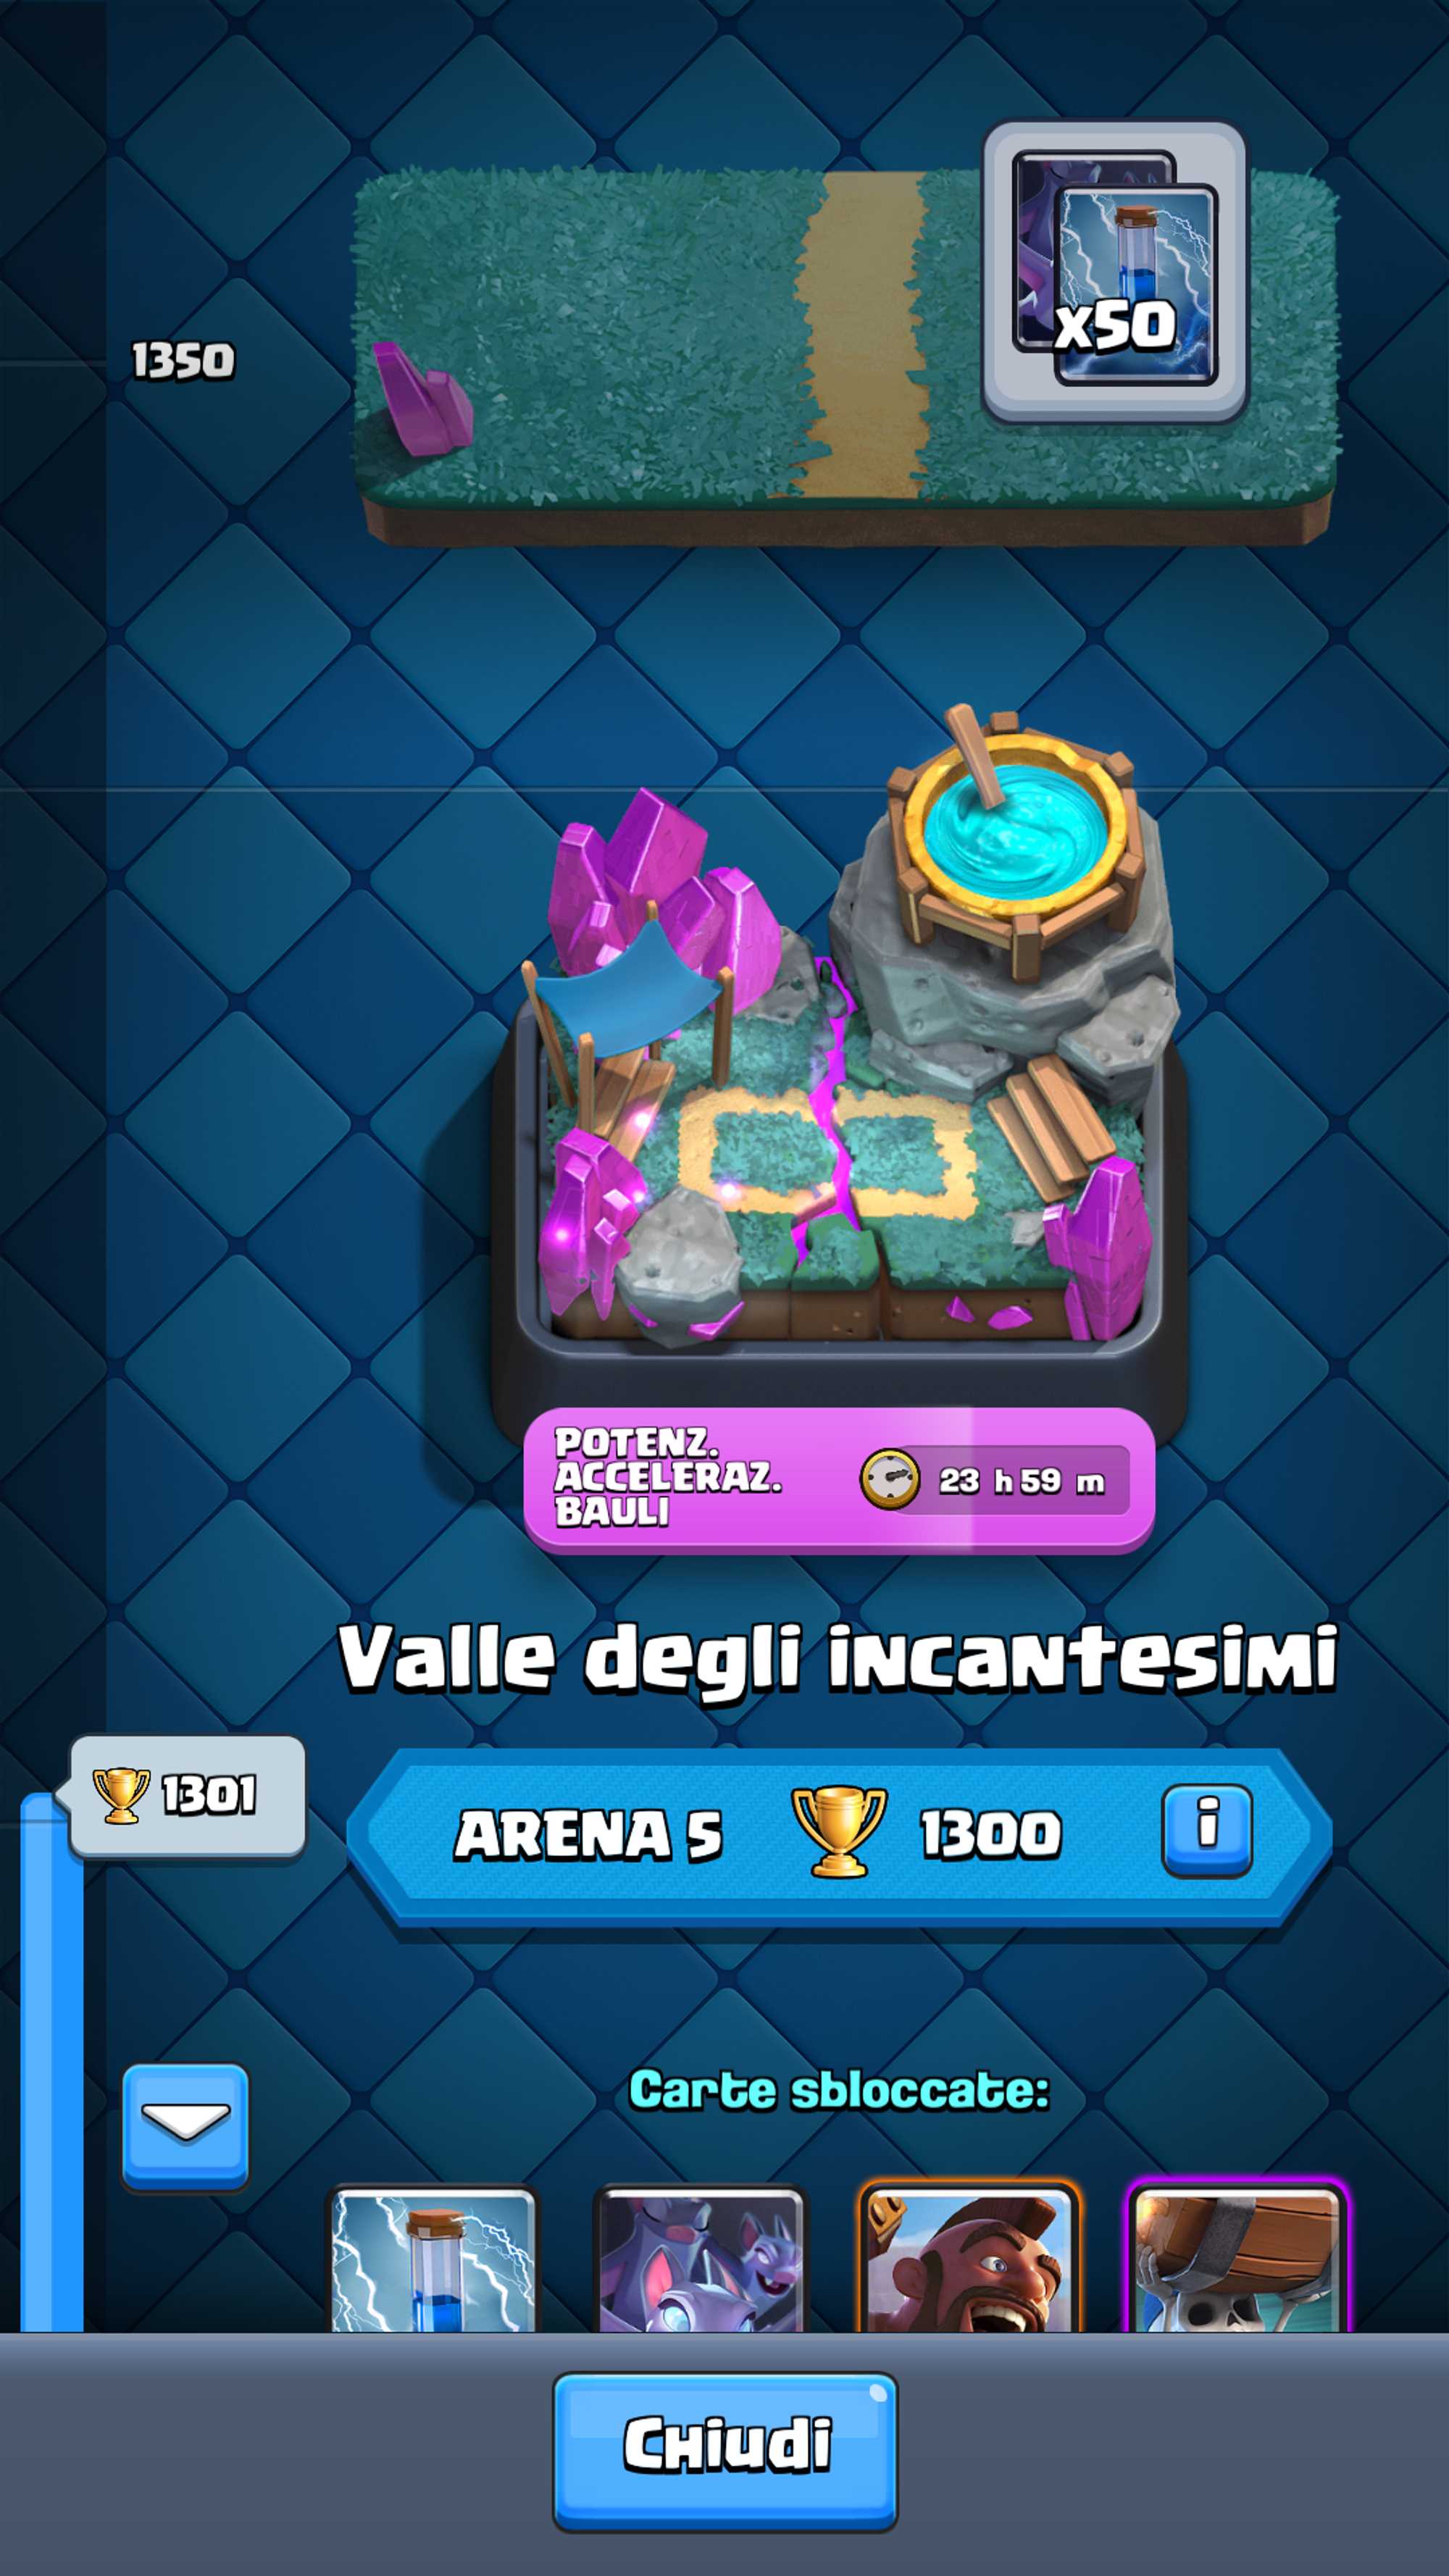 x50
1350
POTENZ.
ACCELERAZ.
BAULI
23 h 59 m
Valle degli incantesimi
1301
ARENA 5 1300 i
Carte sbloccate:
Chiudi